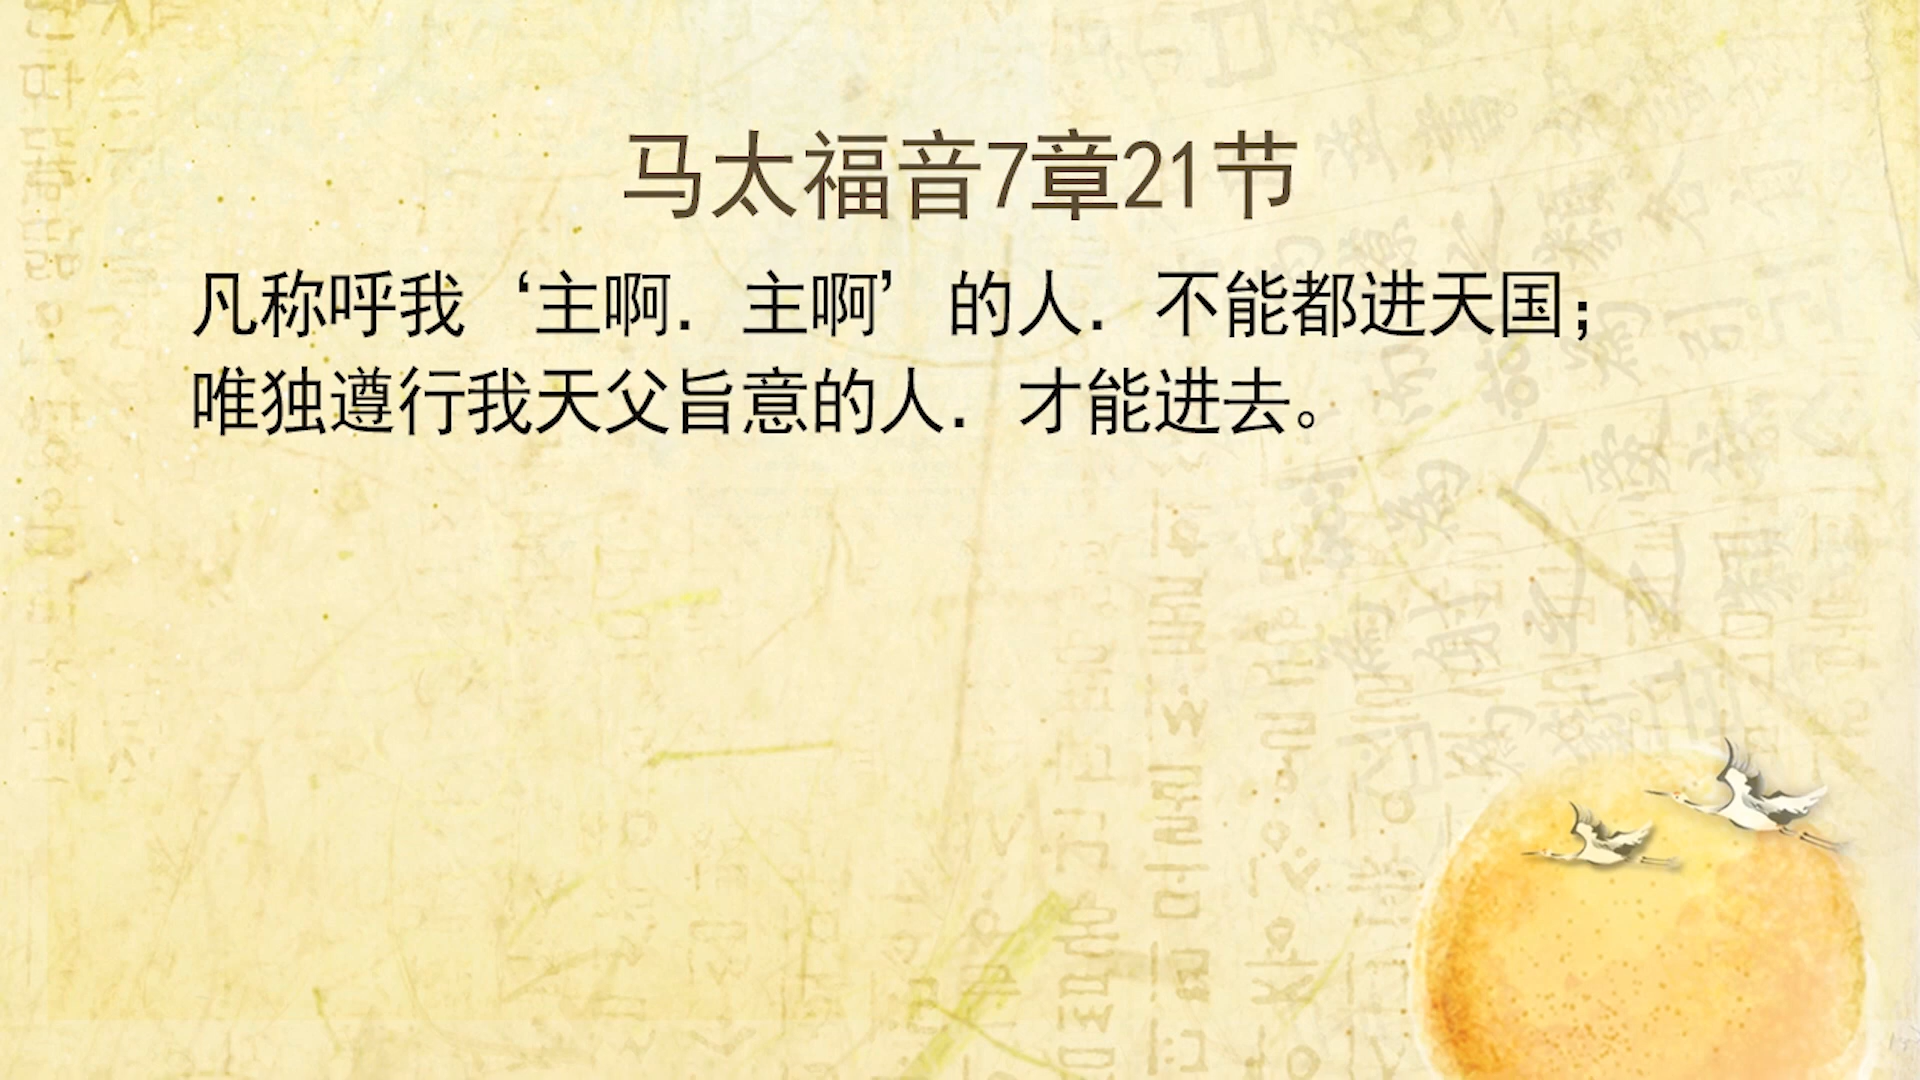 马太福音7章21节
凡称呼我‘主啊．主啊’的人．不能都进天国；
唯独遵行我天父旨意的人．才能进去。